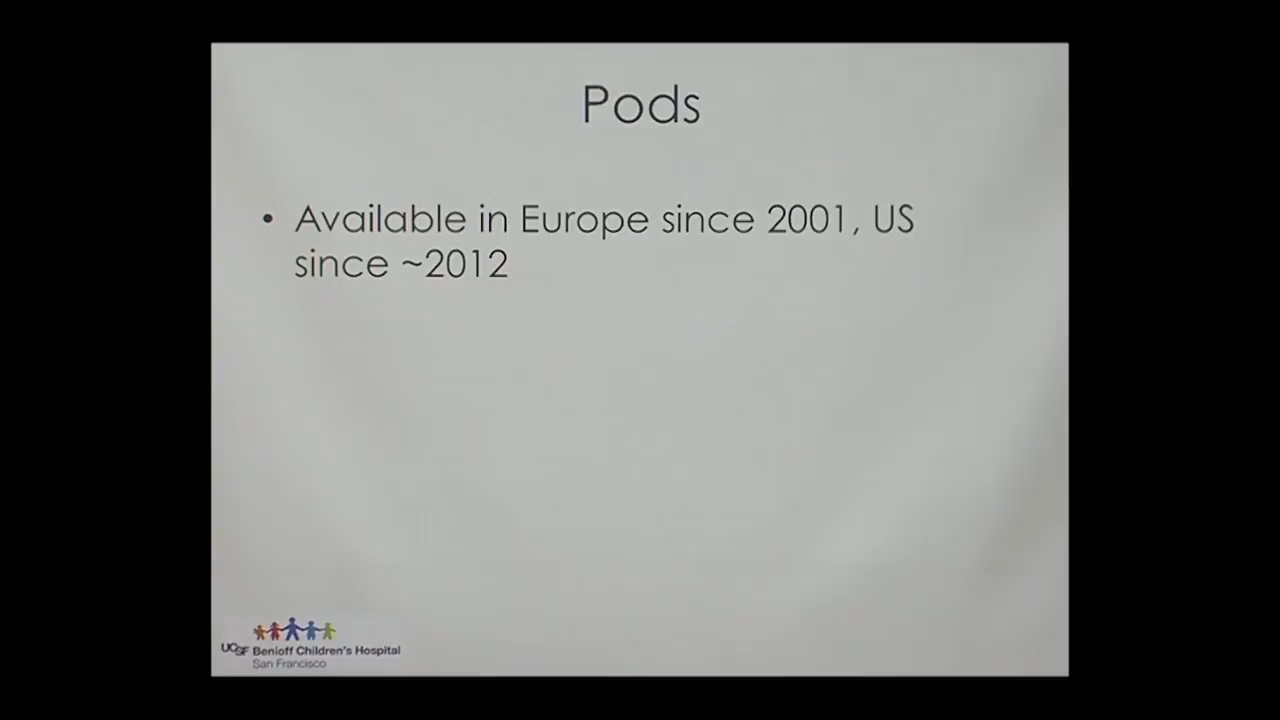 Pods
• Available in Europe since 2001, US
since ~2012
UCSF Benioff Children's Hospital
San Francisco